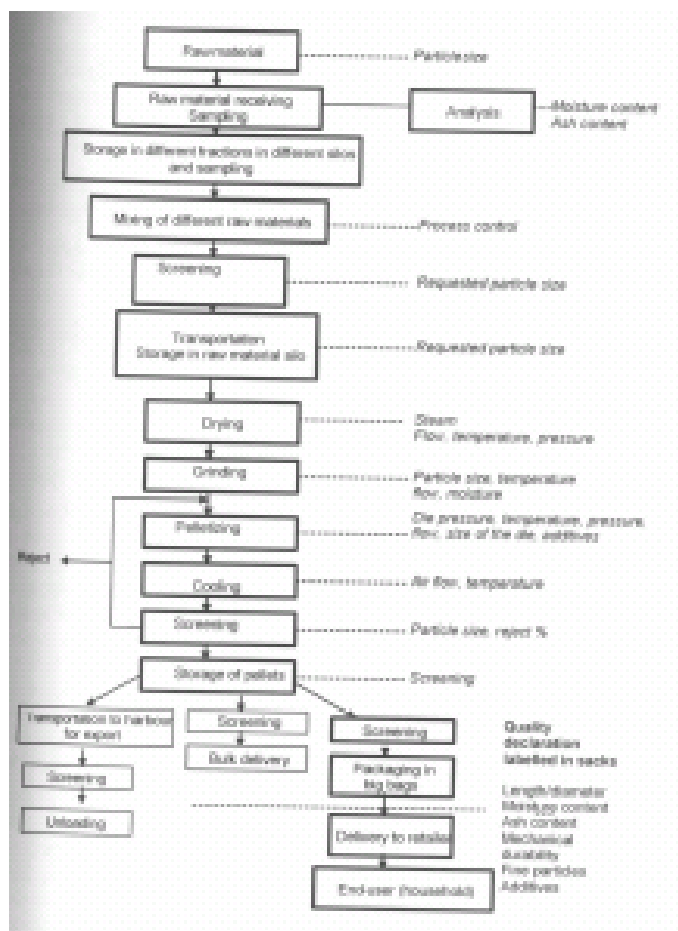 Raw material
Particle size
Raw material receiving
Sampling
Analysis
Moisture content
Ash content
Storage in different fractions in different silos
and sampling
Mixing of different raw materials
Process control
Screening
Requested particle size
Transportation
Storage in raw material silo
Requested particle size
Drying
Steam
Flow, temperature, pressure
Grinding
Particle size, temperature
flow, moisture
Pelletizing
Die pressure, temperature, pressure,
flow, size of the die, additives
Reject
Cooling
Air flow, temperature
Screening
Particle size, reject %
Storage of pellets
Screening
Transportation to harbour
for export
Screening
Unloading
Screening
Bulk delivery
Screening
Packaging in
big bags
Delivery to retailer
End-user (household)
Quality
declaration
labelled in sacks
Length/diameter
Moisture content
Ash content
Mechanical
durability
Fine particles
Additives